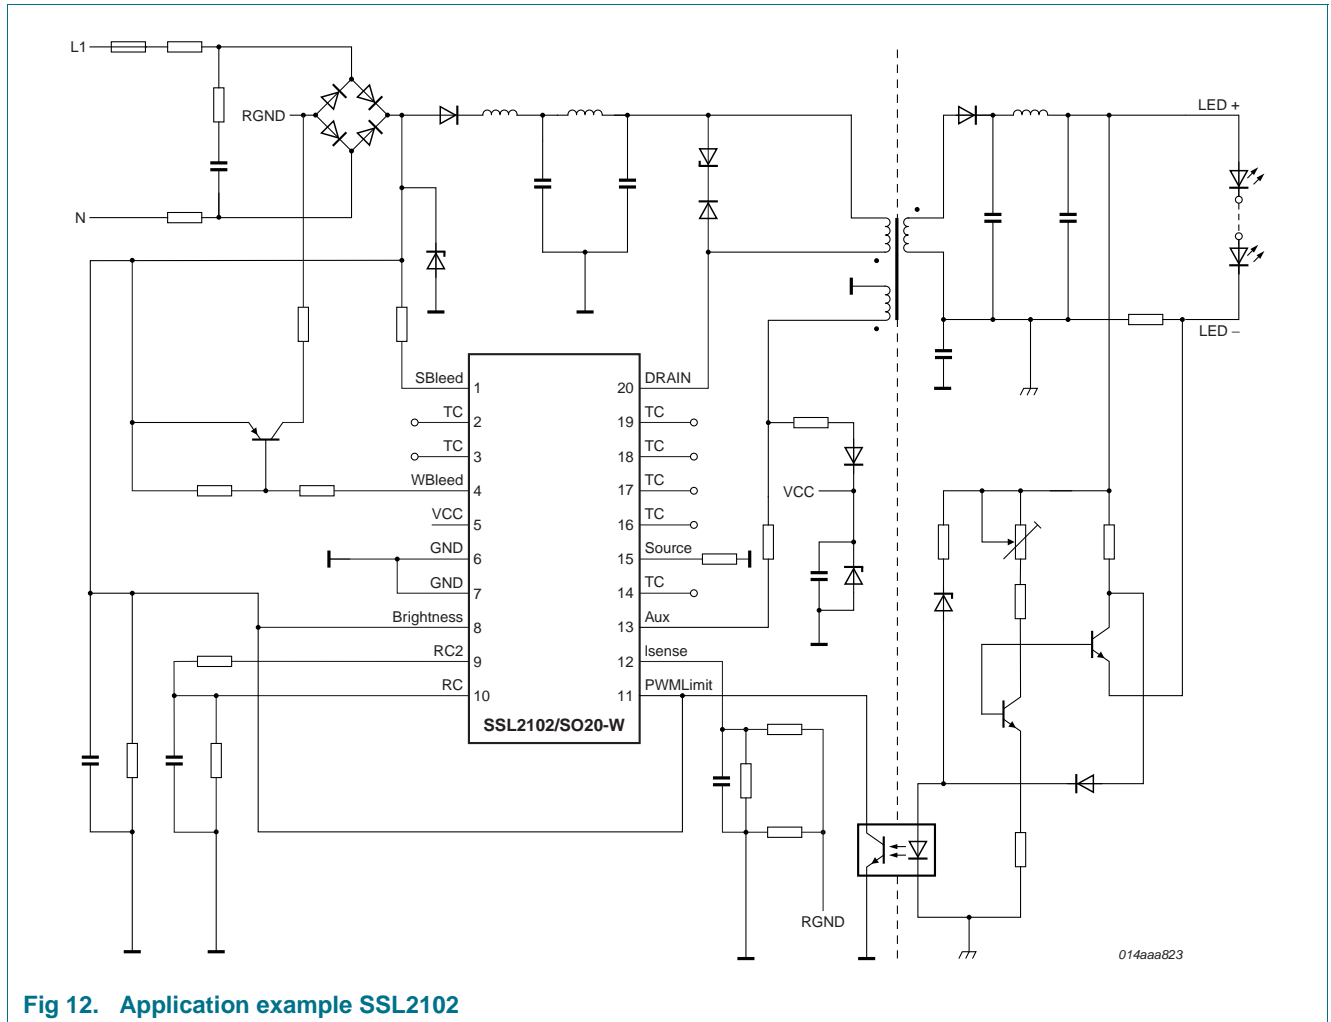 L1
RGND
N
LED +
LED –
SBleed
1
TC
2
TC
3
WBleed
4
VCC
5
GND
6
GND
7
Brightness
8
RC2
9
RC
10
20
DRAIN
19
TC
18
TC
17
TC
16
TC
15
Source
14
TC
13
Aux
12
Isense
11
PWMLimit
SSL2102/SO20-W
VCC
RGND
014aaa823
Fig 12. Application example SSL2102